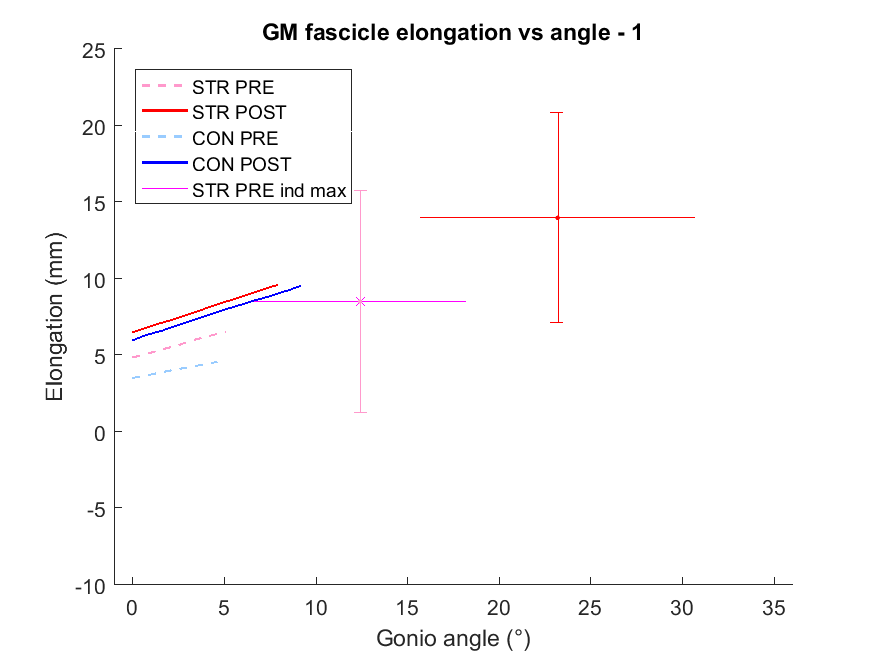 GM fascicle elongation vs angle - 1
25
20
15
10
5
0
-5
-10
Elongation (mm)
STR PRE
STR POST
CON PRE
CON POST
STR PRE ind max
0 5 10 15 20 25 30 35
Gonio angle (°)